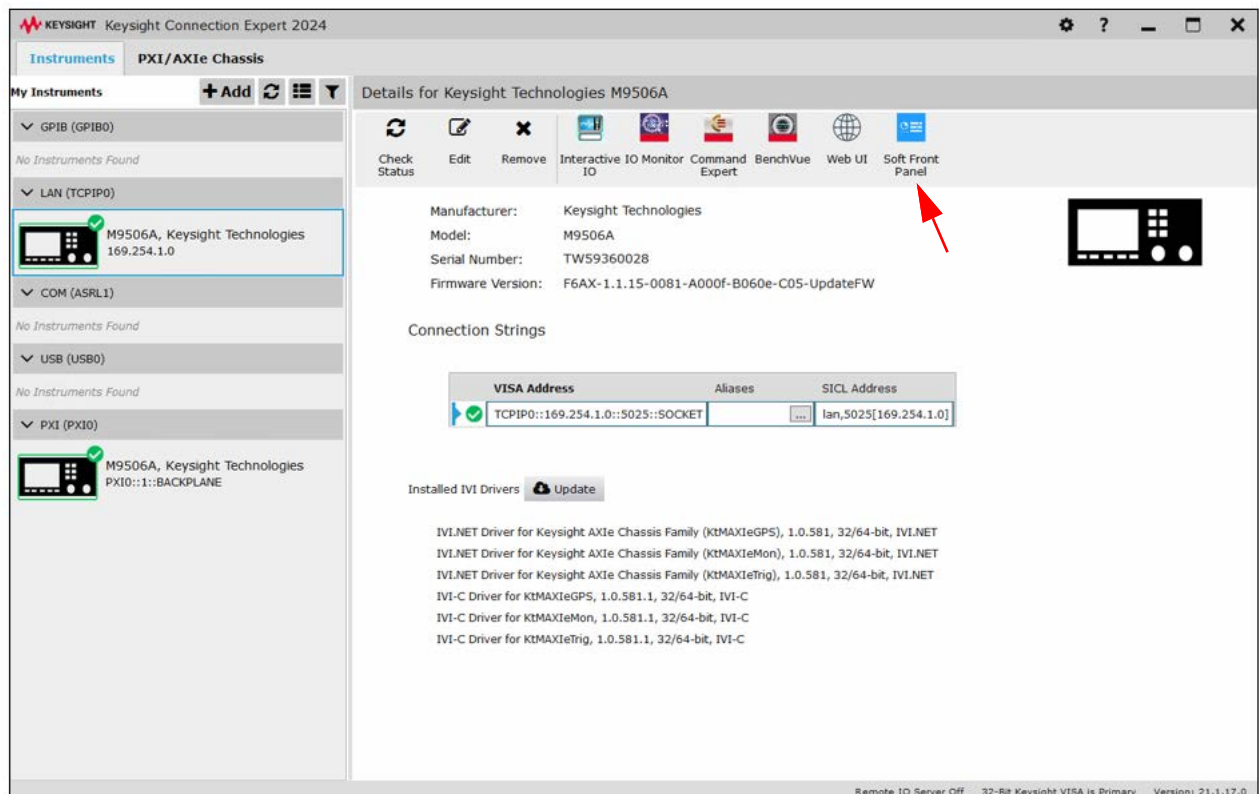 KEYSIGHT Keysight Connection Expert 2024
?
Instruments PXI/AXIe Chassis
My Instruments
+ Add
GPIB (GPIB0)
No Instruments Found
LAN (TCPIP0)
M9506A, Keysight Technologies
169.254.1.0
COM (ASRL1)
No Instruments Found
USB (USB0)
No Instruments Found
PXI (PXI0)
M9506A, Keysight Technologies
PXI0::1::BACKPLANE
Details for Keysight Technologies M9506A
Check Status
Edit
Remove
Interactive IO
IO Monitor
Command Expert
BenchVue
Web UI
Soft Front Panel
Manufacturer: Keysight Technologies
Model: M9506A
Serial Number: TW59360028
Firmware Version: F6AX-1.1.15-0081-A000f-B060e-C05-UpdateFW
Connection Strings
VISA Address Aliases SICL Address
TCPIP0::169.254.1.0::5025::SOCKET ... lan,5025[169.254.1.0]
Installed IVI Drivers Update
IVI.NET Driver for Keysight AXIe Chassis Family (KtMAXIeGPS), 1.0.581, 32/64-bit, IVI.NET
IVI.NET Driver for Keysight AXIe Chassis Family (KtMAXIeMon), 1.0.581, 32/64-bit, IVI.NET
IVI.NET Driver for Keysight AXIe Chassis Family (KtMAXIeTrig), 1.0.581, 32/64-bit, IVI.NET
IVI-C Driver for KtMAXIeGPS, 1.0.581.1, 32/64-bit, IVI-C
IVI-C Driver for KtMAXIeMon, 1.0.581.1, 32/64-bit, IVI-C
IVI-C Driver for KtMAXIeTrig, 1.0.581.1, 32/64-bit, IVI-C
Remote IO Server Off 32-Bit Keysight VISA is Primary Version: 21.1.17.0